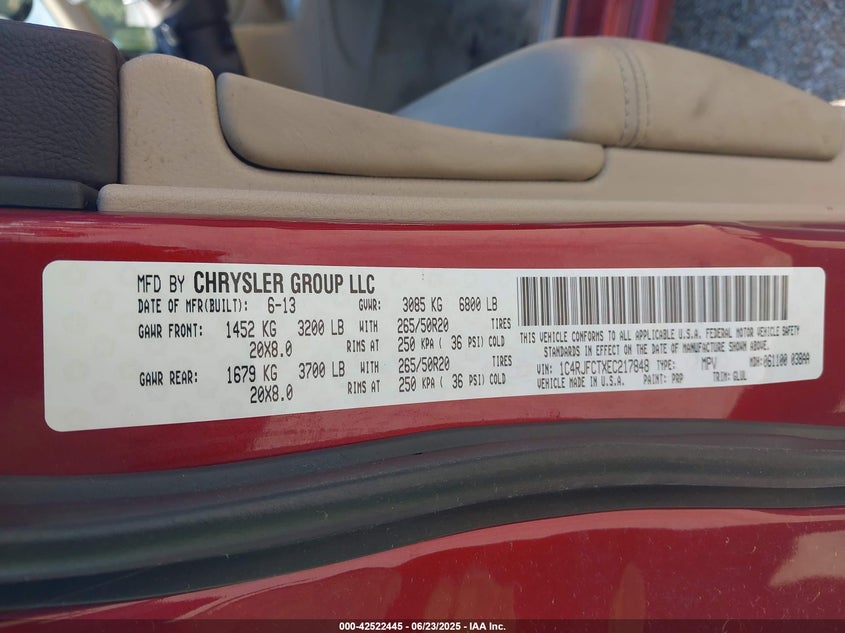 MFD BY CHRYSLER GROUP LLC
DATE OF MFR(BUILT): 6-13 GVWR: 3085 KG 6800 LB
GAWR FRONT: 1452 KG 3200 LB WITH 265/50R20 TIRES
20X8.0 RIMS AT 250 KPA ( 36 PSI) COLD
GAWR REAR: 1679 KG 3700 LB WITH 265/50R20 TIRES
20X8.0 RIMS AT 250 KPA ( 36 PSI) COLD
THIS VEHICLE CONFORMS TO ALL APPLICABLE U.S.A. FEDERAL MOTOR VEHICLE SAFETY
STANDARDS IN EFFECT ON THE DATE OF MANUFACTURE SHOWN ABOVE.
VIN: 1C4RJFCTXEC217848 TYPE: MPV MDH: 061100 038AA
VEHICLE MADE IN U.S.A. PAINT: PRP TRIM: GLUL
000-42522445 - 06/23/2025 - IAA Inc.